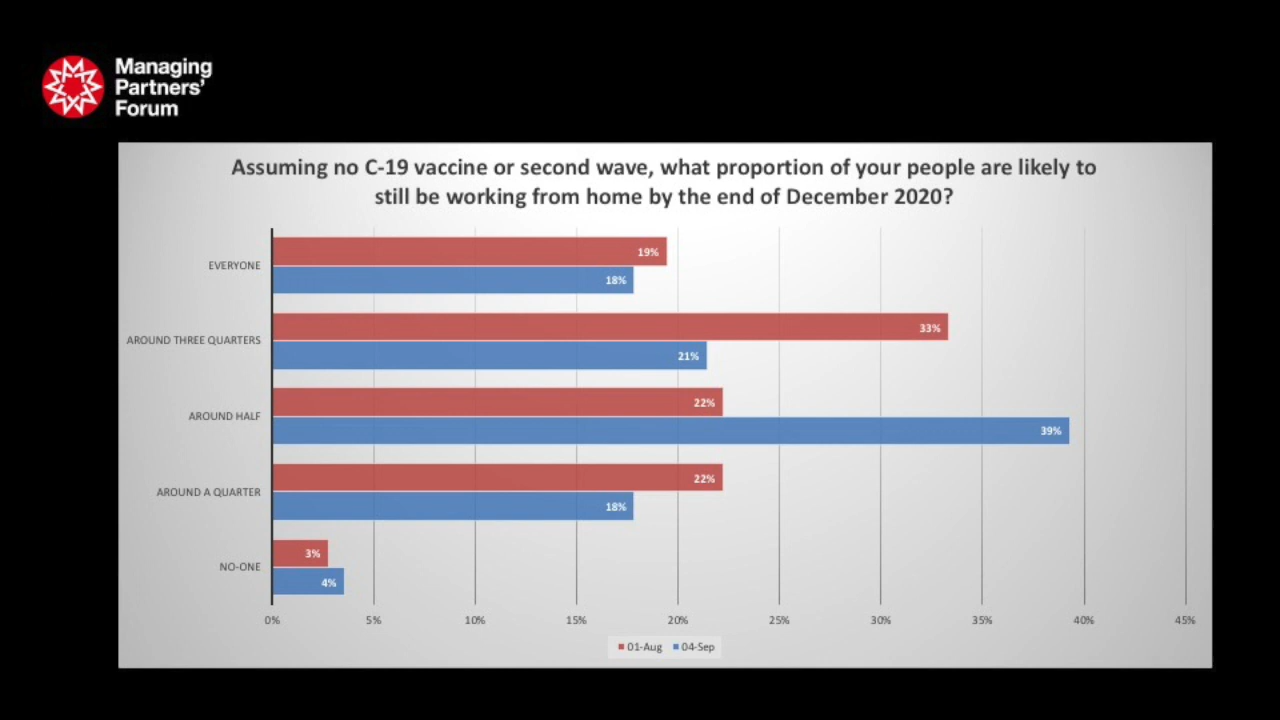 Managing
Partners'
Forum
Assuming no C-19 vaccine or second wave, what proportion of your people are likely to
still be working from home by the end of December 2020?
EVERYONE
19%
18%
AROUND THREE QUARTERS
33%
21%
AROUND HALF
22%
39%
AROUND A QUARTER
22%
18%
NO-ONE
3%
4%
0% 5% 10% 15% 20% 25% 30% 35% 40% 45%
01-Aug 04-Sep